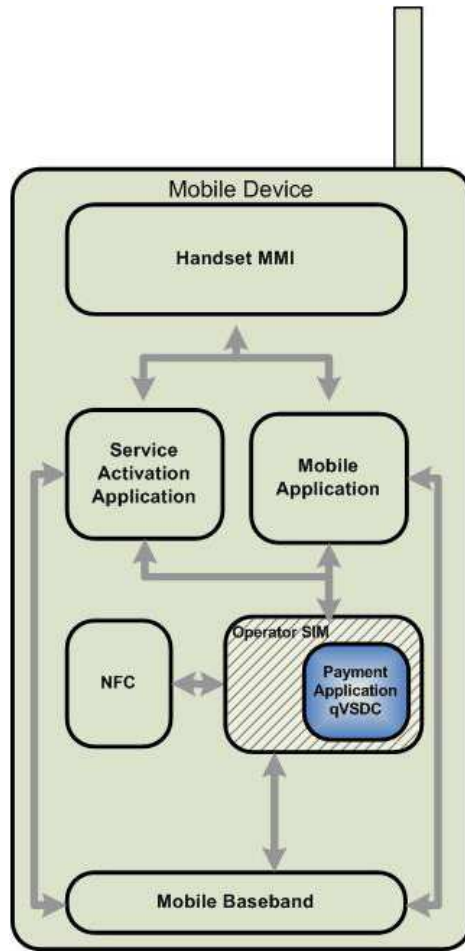 Mobile Device
Handset MMI
Service
Activation
Application
Mobile
Application
Operator SIM
NFC
Payment
Application
qVSDC
Mobile Baseband